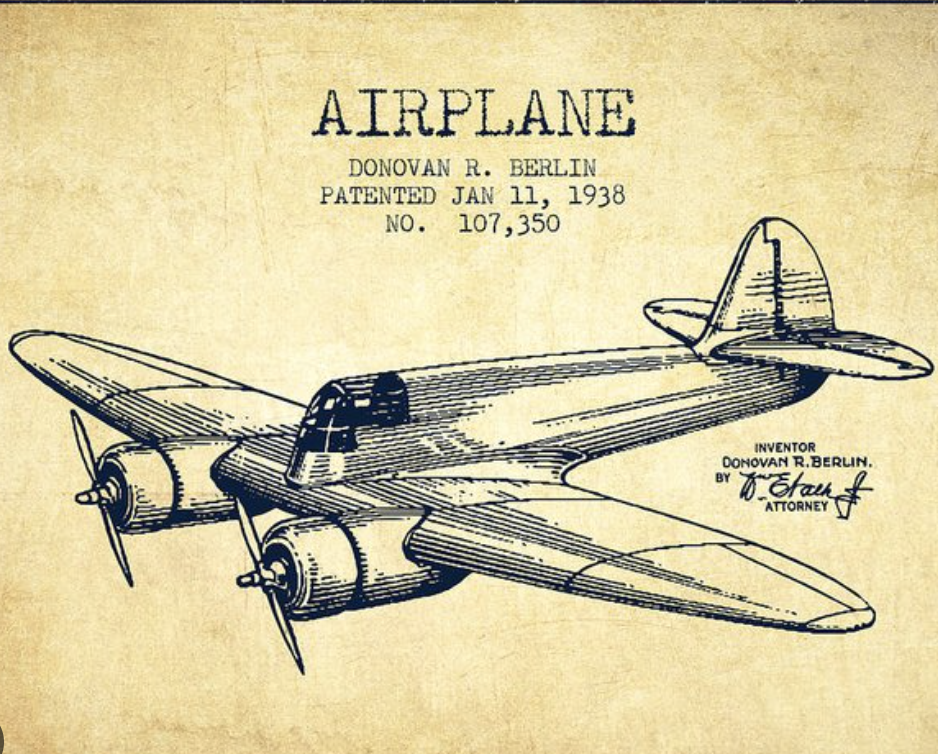 AIRPLANE
DONOVAN R. BERLIN
PATENTED JAN 11, 1938
NO. 107,350
INVENTOR
DONOVAN R. BERLIN.
BY
ATTORNEY